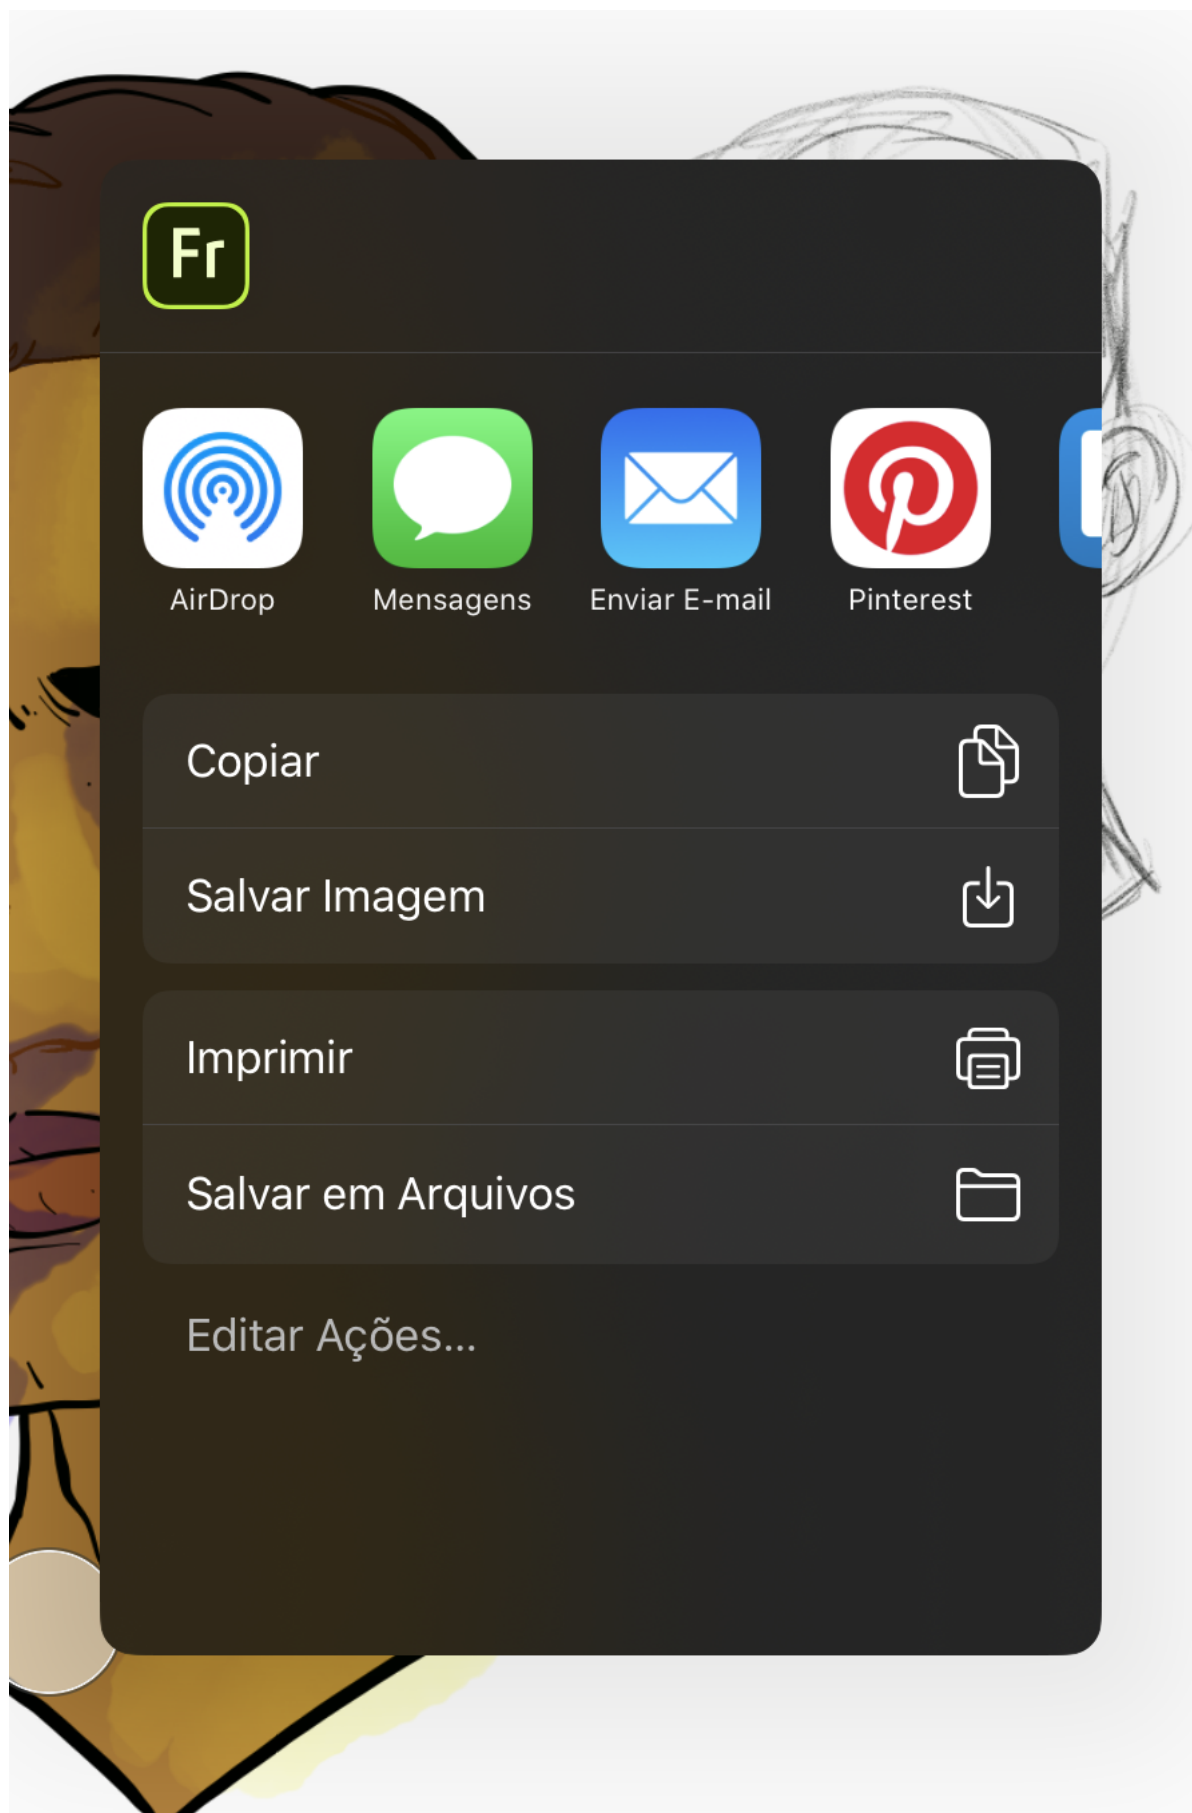 Fr
AirDrop
Mensagens
Enviar E-mail
Pinterest
Copiar
Salvar Imagem
Imprimir
Salvar em Arquivos
Editar Ações...